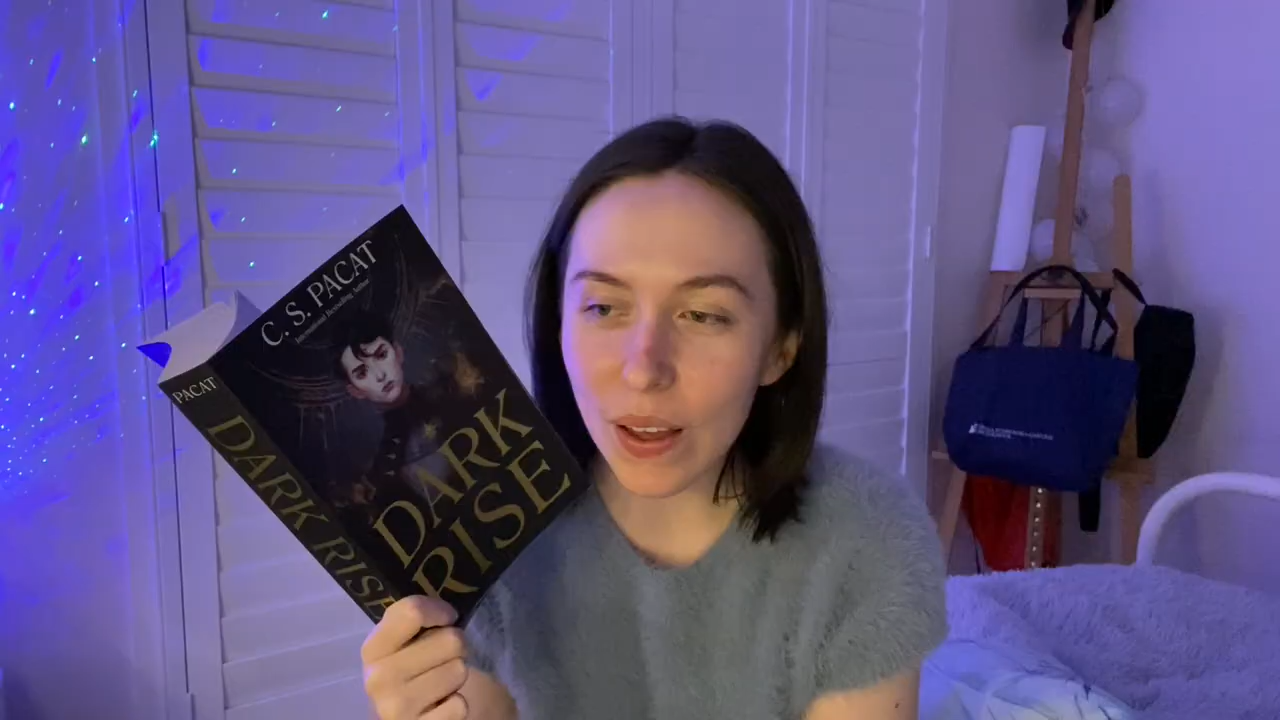 C. S. PACAT
International Bestselling Author
DARK
RISE
PACAT
DARK RISE